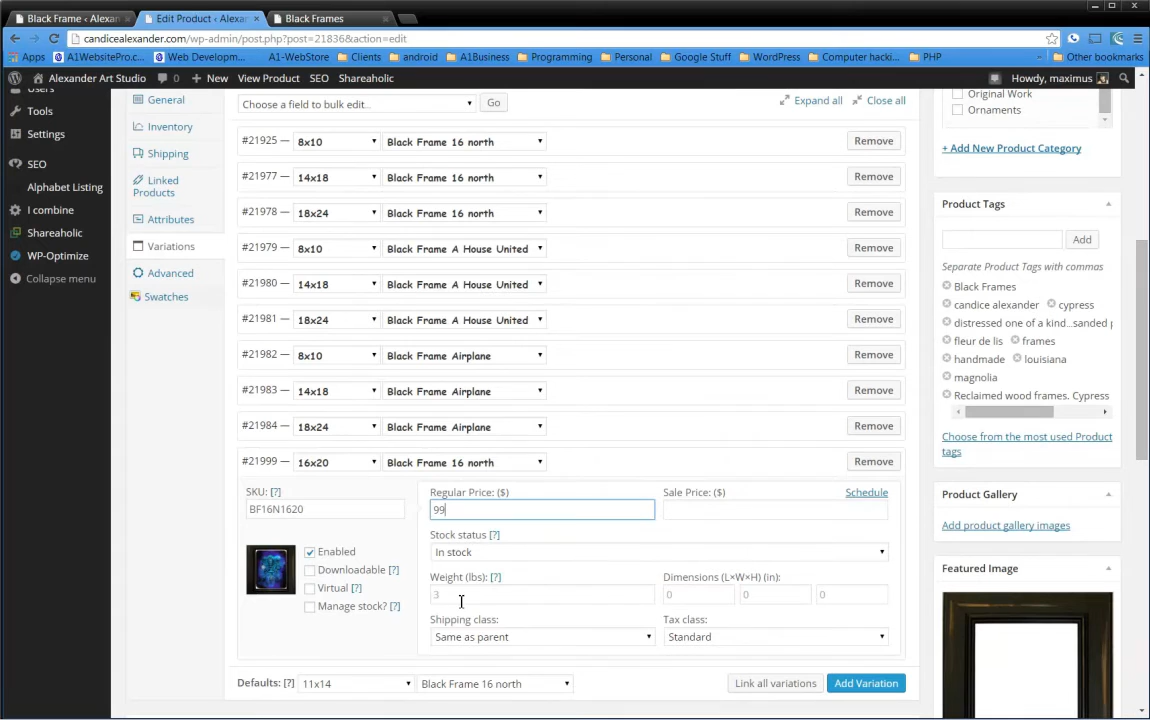 Black Frame < Alexan
Edit Product < Alexan
Black Frames
candicealexander.com/wp-admin/post.php?post=21836&action=edit
Apps
A1WebsitePro.c...
Web Developm...
A1-WebStore
Clients
android
A1Business
Programming
Personal
Google Stuff
WordPress
Computer hacki...
PHP
Other bookmarks
Alexander Art Studio
0
+ New
View Product
SEO
Shareaholic
Howdy, maximus
Users
Tools
Settings
SEO
Alphabet Listing
I combine
Shareaholic
WP-Optimize
Collapse menu
General
Inventory
Shipping
Linked
Products
Attributes
Variations
Advanced
Swatches
Choose a field to bulk edit...
Go
Expand all
Close all
#21925 — 8x10 Black Frame 16 north Remove
#21977 — 14x18 Black Frame 16 north Remove
#21978 — 18x24 Black Frame 16 north Remove
#21979 — 8x10 Black Frame A House United Remove
#21980 — 14x18 Black Frame A House United Remove
#21981 — 18x24 Black Frame A House United Remove
#21982 — 8x10 Black Frame Airplane Remove
#21983 — 14x18 Black Frame Airplane Remove
#21984 — 18x24 Black Frame Airplane Remove
#21999 — 16x20 Black Frame 16 north Remove
SKU: [?]
BF16N1620
Enabled
Downloadable [?]
Virtual [?]
Manage stock? [?]
Regular Price: ($)
99
Sale Price: ($)
Schedule
Stock status [?]
In stock
Weight (lbs): [?]
3
Dimensions (L×W×H) (in):
0 0 0
Shipping class:
Same as parent
Tax class:
Standard
Defaults: [?] 11x14 Black Frame 16 north
Link all variations
Add Variation
Original Work
Ornaments
+ Add New Product Category
Product Tags
Add
Separate Product Tags with commas
Black Frames
candice alexander cypress
distressed one of a kind...sanded
fleur de lis frames
handmade louisiana
magnolia
Reclaimed wood frames. Cypress
Choose from the most used Product
tags
Product Gallery
Add product gallery images
Featured Image